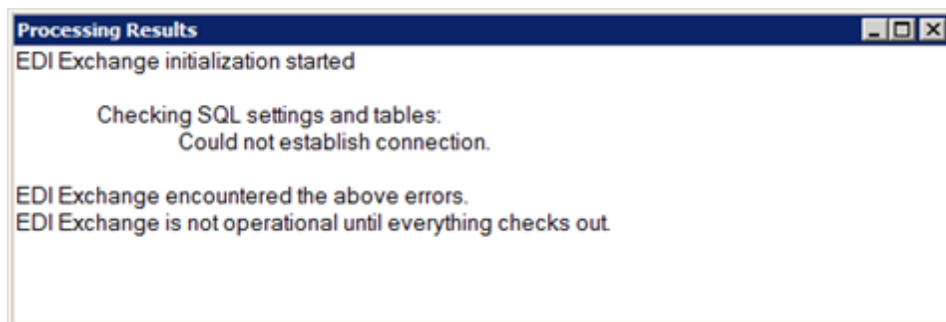 Processing Results
EDI Exchange initialization started
Checking SQL settings and tables:
Could not establish connection.
EDI Exchange encountered the above errors.
EDI Exchange is not operational until everything checks out.